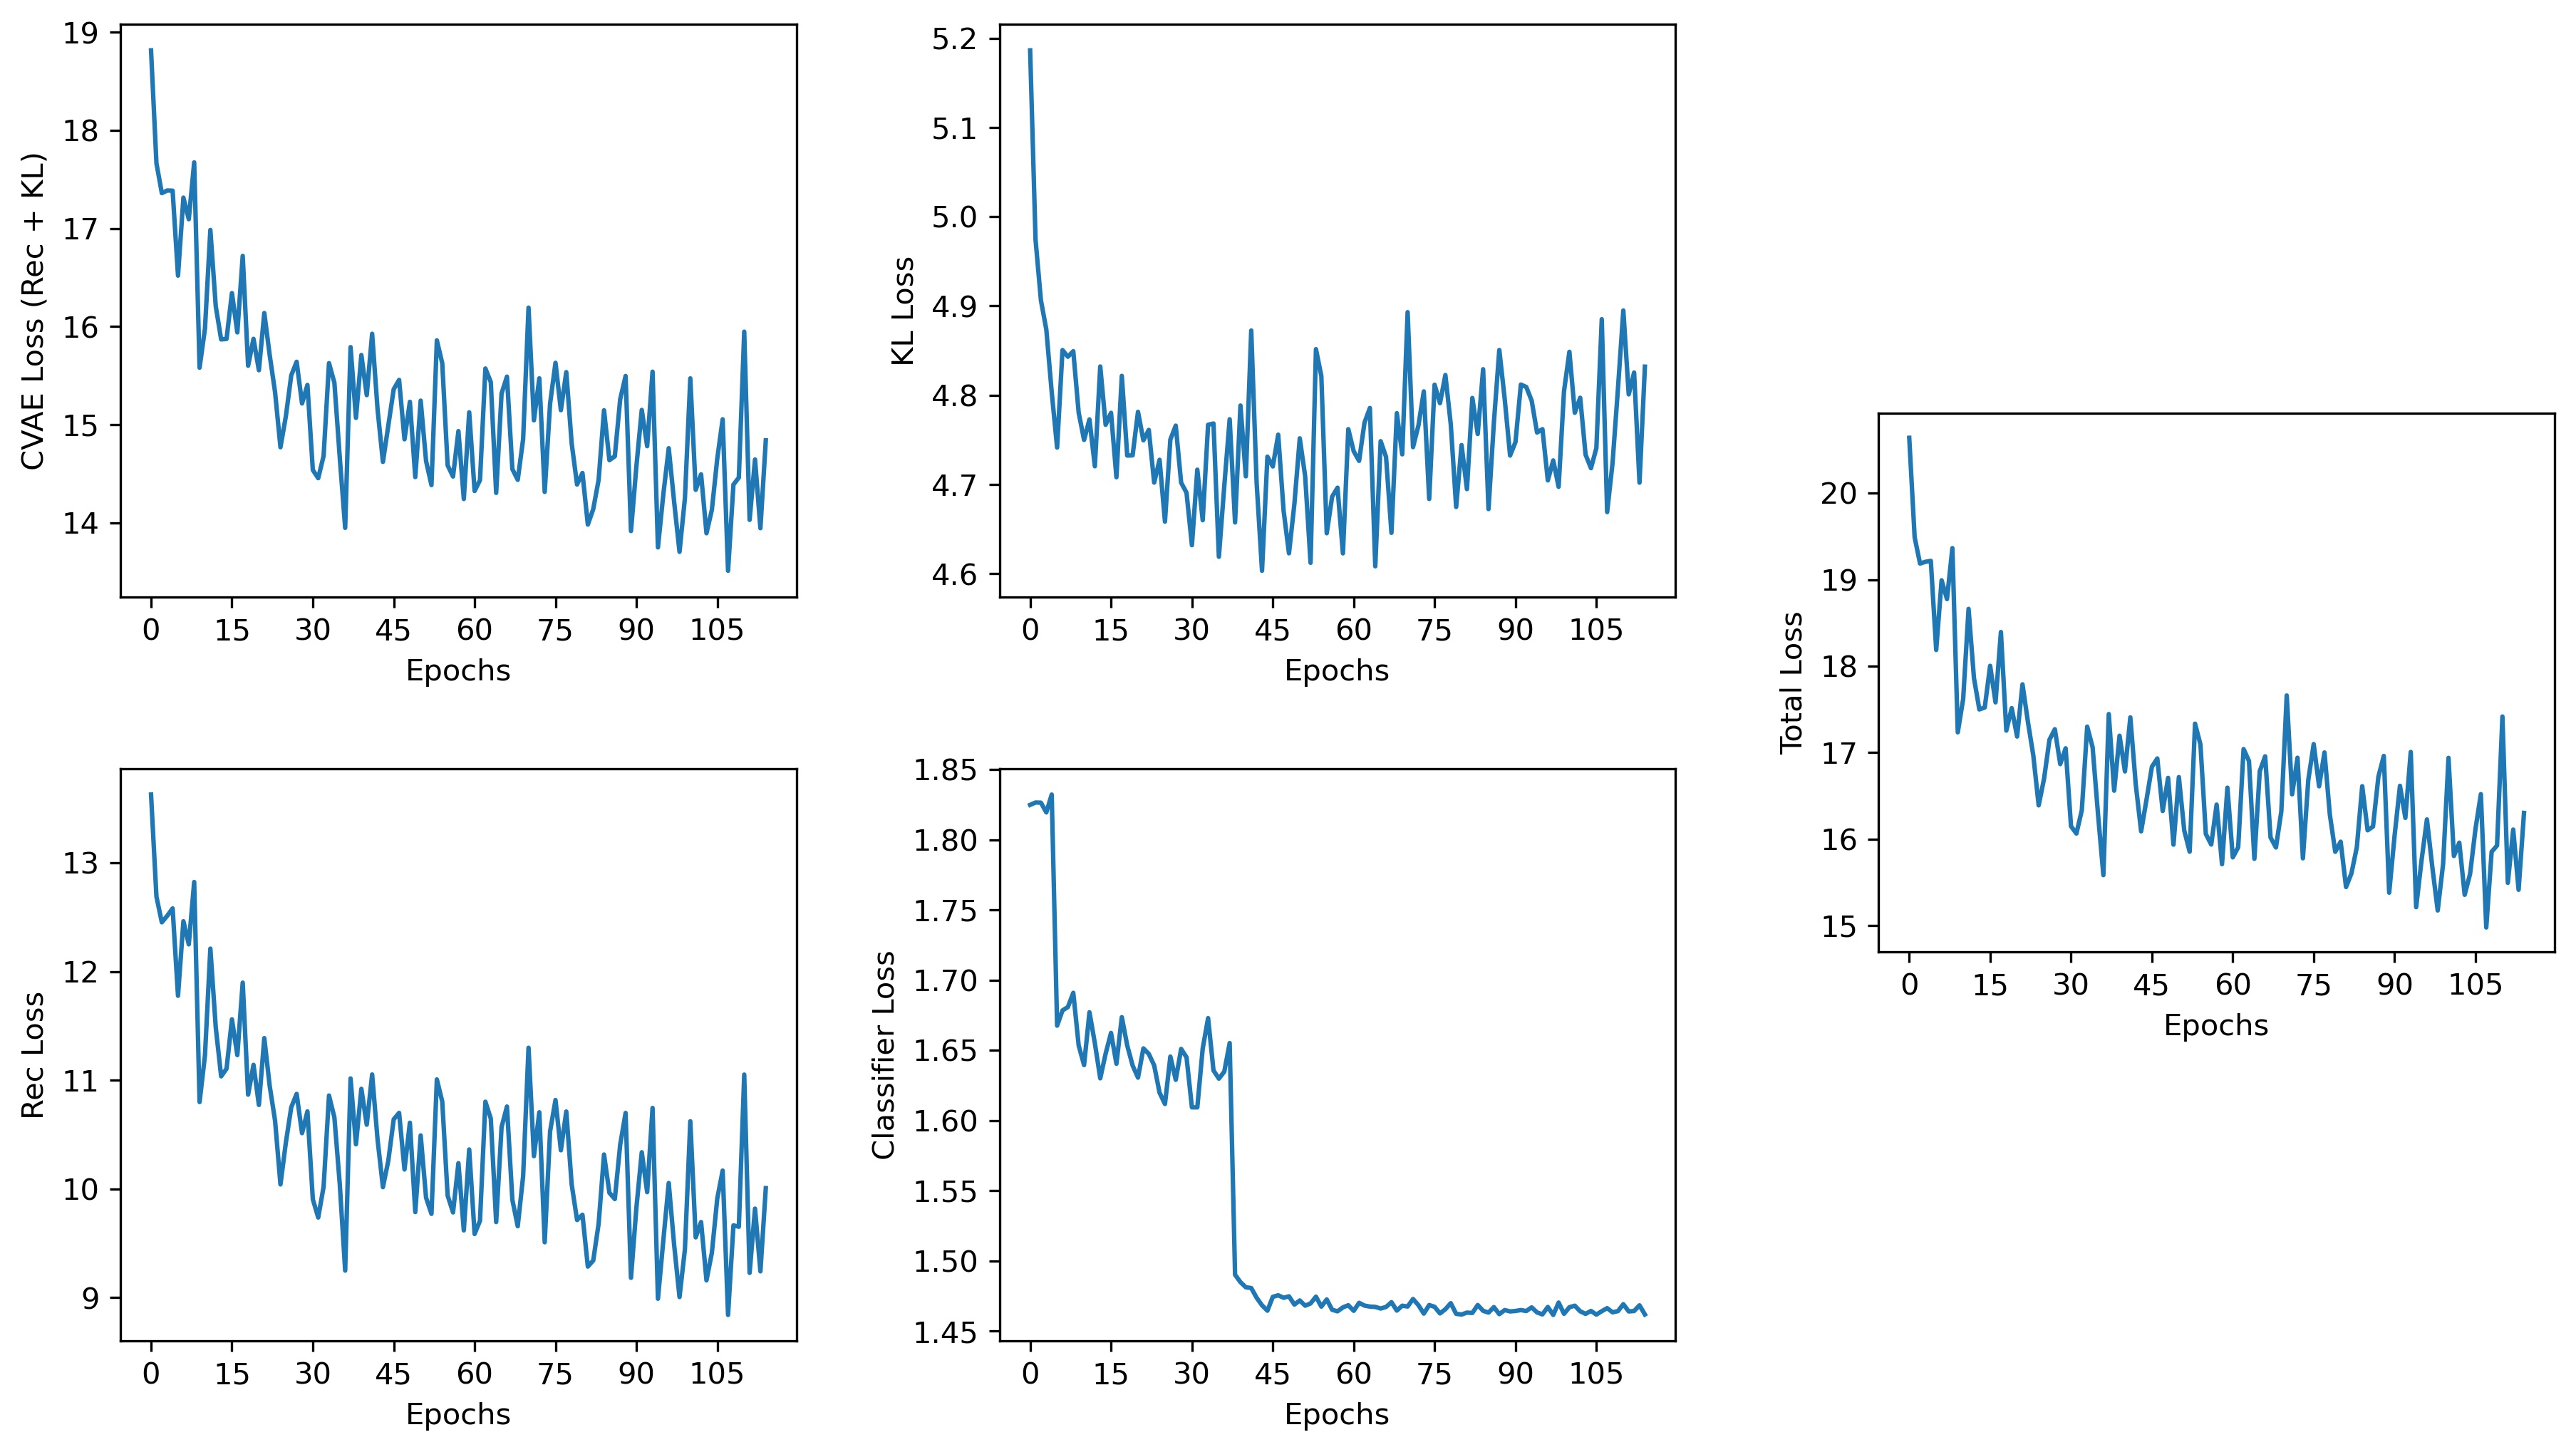 CVAE Loss (Rec + KL)
19
18
17
16
15
14
0 15 30 45 60 75 90 105
Epochs
KL Loss
5.2
5.1
5.0
4.9
4.8
4.7
4.6
0 15 30 45 60 75 90 105
Epochs
Rec Loss
13
12
11
10
9
0 15 30 45 60 75 90 105
Epochs
Classifier Loss
1.85
1.80
1.75
1.70
1.65
1.60
1.55
1.50
1.45
0 15 30 45 60 75 90 105
Epochs
Total Loss
20
19
18
17
16
15
0 15 30 45 60 75 90 105
Epochs